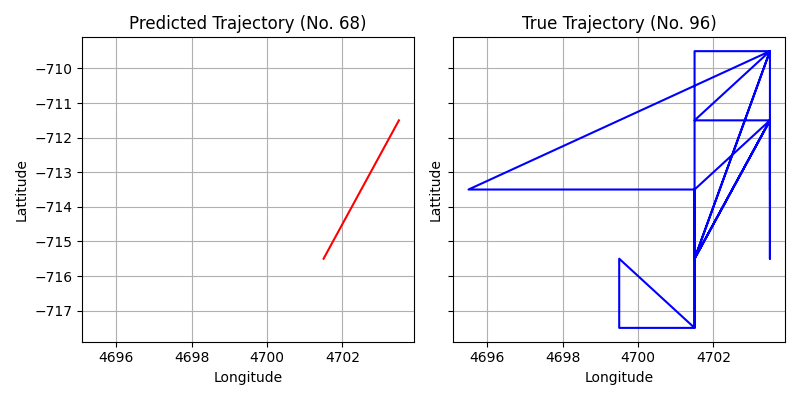 Predicted Trajectory (No. 68)
True Trajectory (No. 96)
−710
−711
−712
−713
−714
−715
−716
−717
Lattitude
Lattitude
4696
4698
4700
4702
4696
4698
4700
4702
Longitude
Longitude